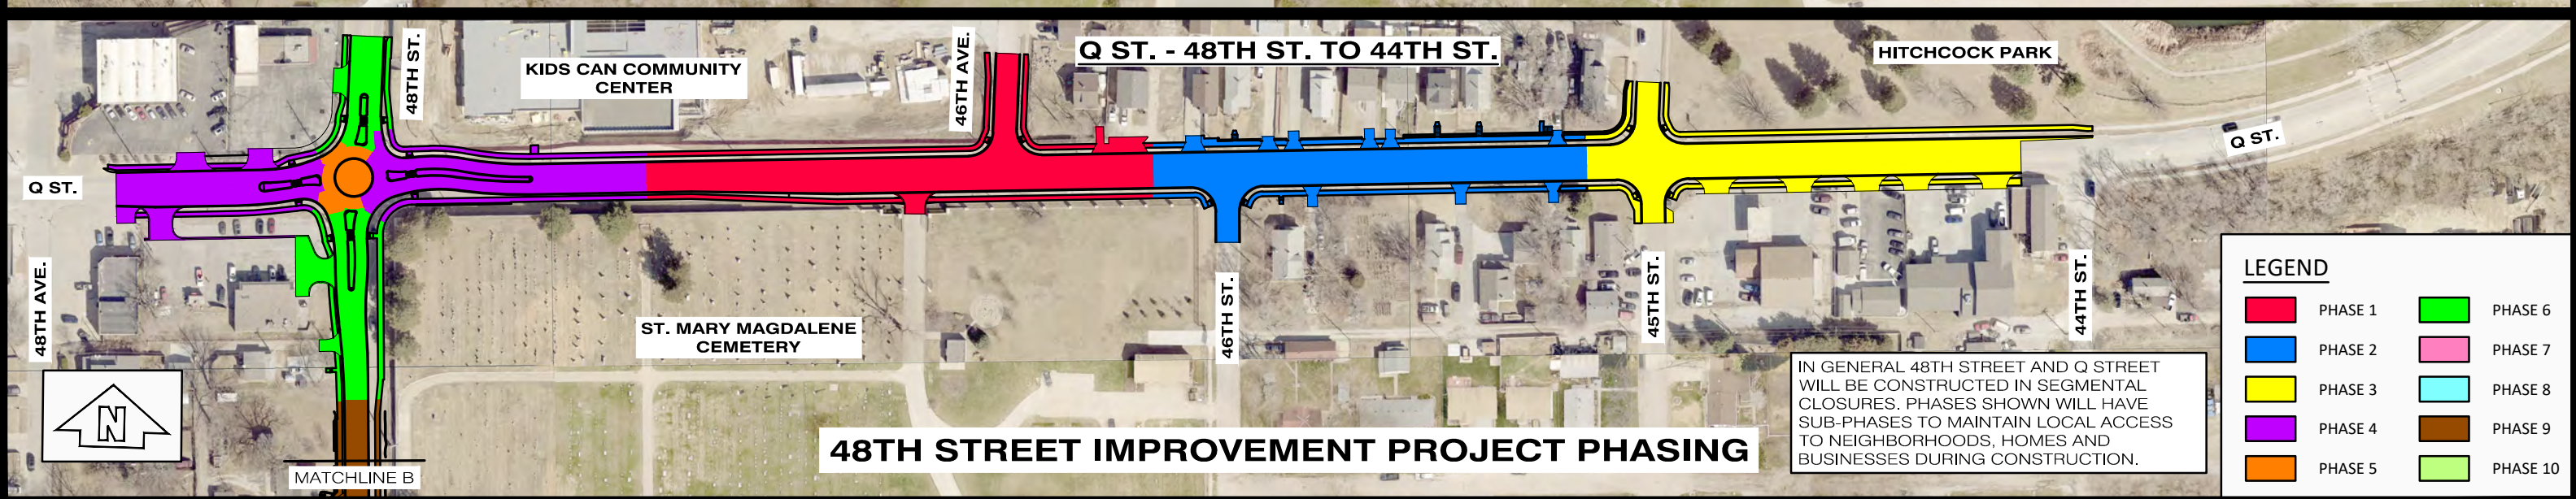 Q ST. - 48TH ST. TO 44TH ST.
48TH ST.
KIDS CAN COMMUNITY
CENTER
46TH AVE.
HITCHCOCK PARK
Q ST.
Q ST.
48TH AVE.
ST. MARY MAGDALENE
CEMETERY
46TH ST.
45TH ST.
44TH ST.
N
MATCHLINE B
48TH STREET IMPROVEMENT PROJECT PHASING
IN GENERAL 48TH STREET AND Q STREET
WILL BE CONSTRUCTED IN SEGMENTAL
CLOSURES. PHASES SHOWN WILL HAVE
SUB-PHASES TO MAINTAIN LOCAL ACCESS
TO NEIGHBORHOODS, HOMES AND
BUSINESSES DURING CONSTRUCTION.
LEGEND
PHASE 1
PHASE 2
PHASE 3
PHASE 4
PHASE 5
PHASE 6
PHASE 7
PHASE 8
PHASE 9
PHASE 10